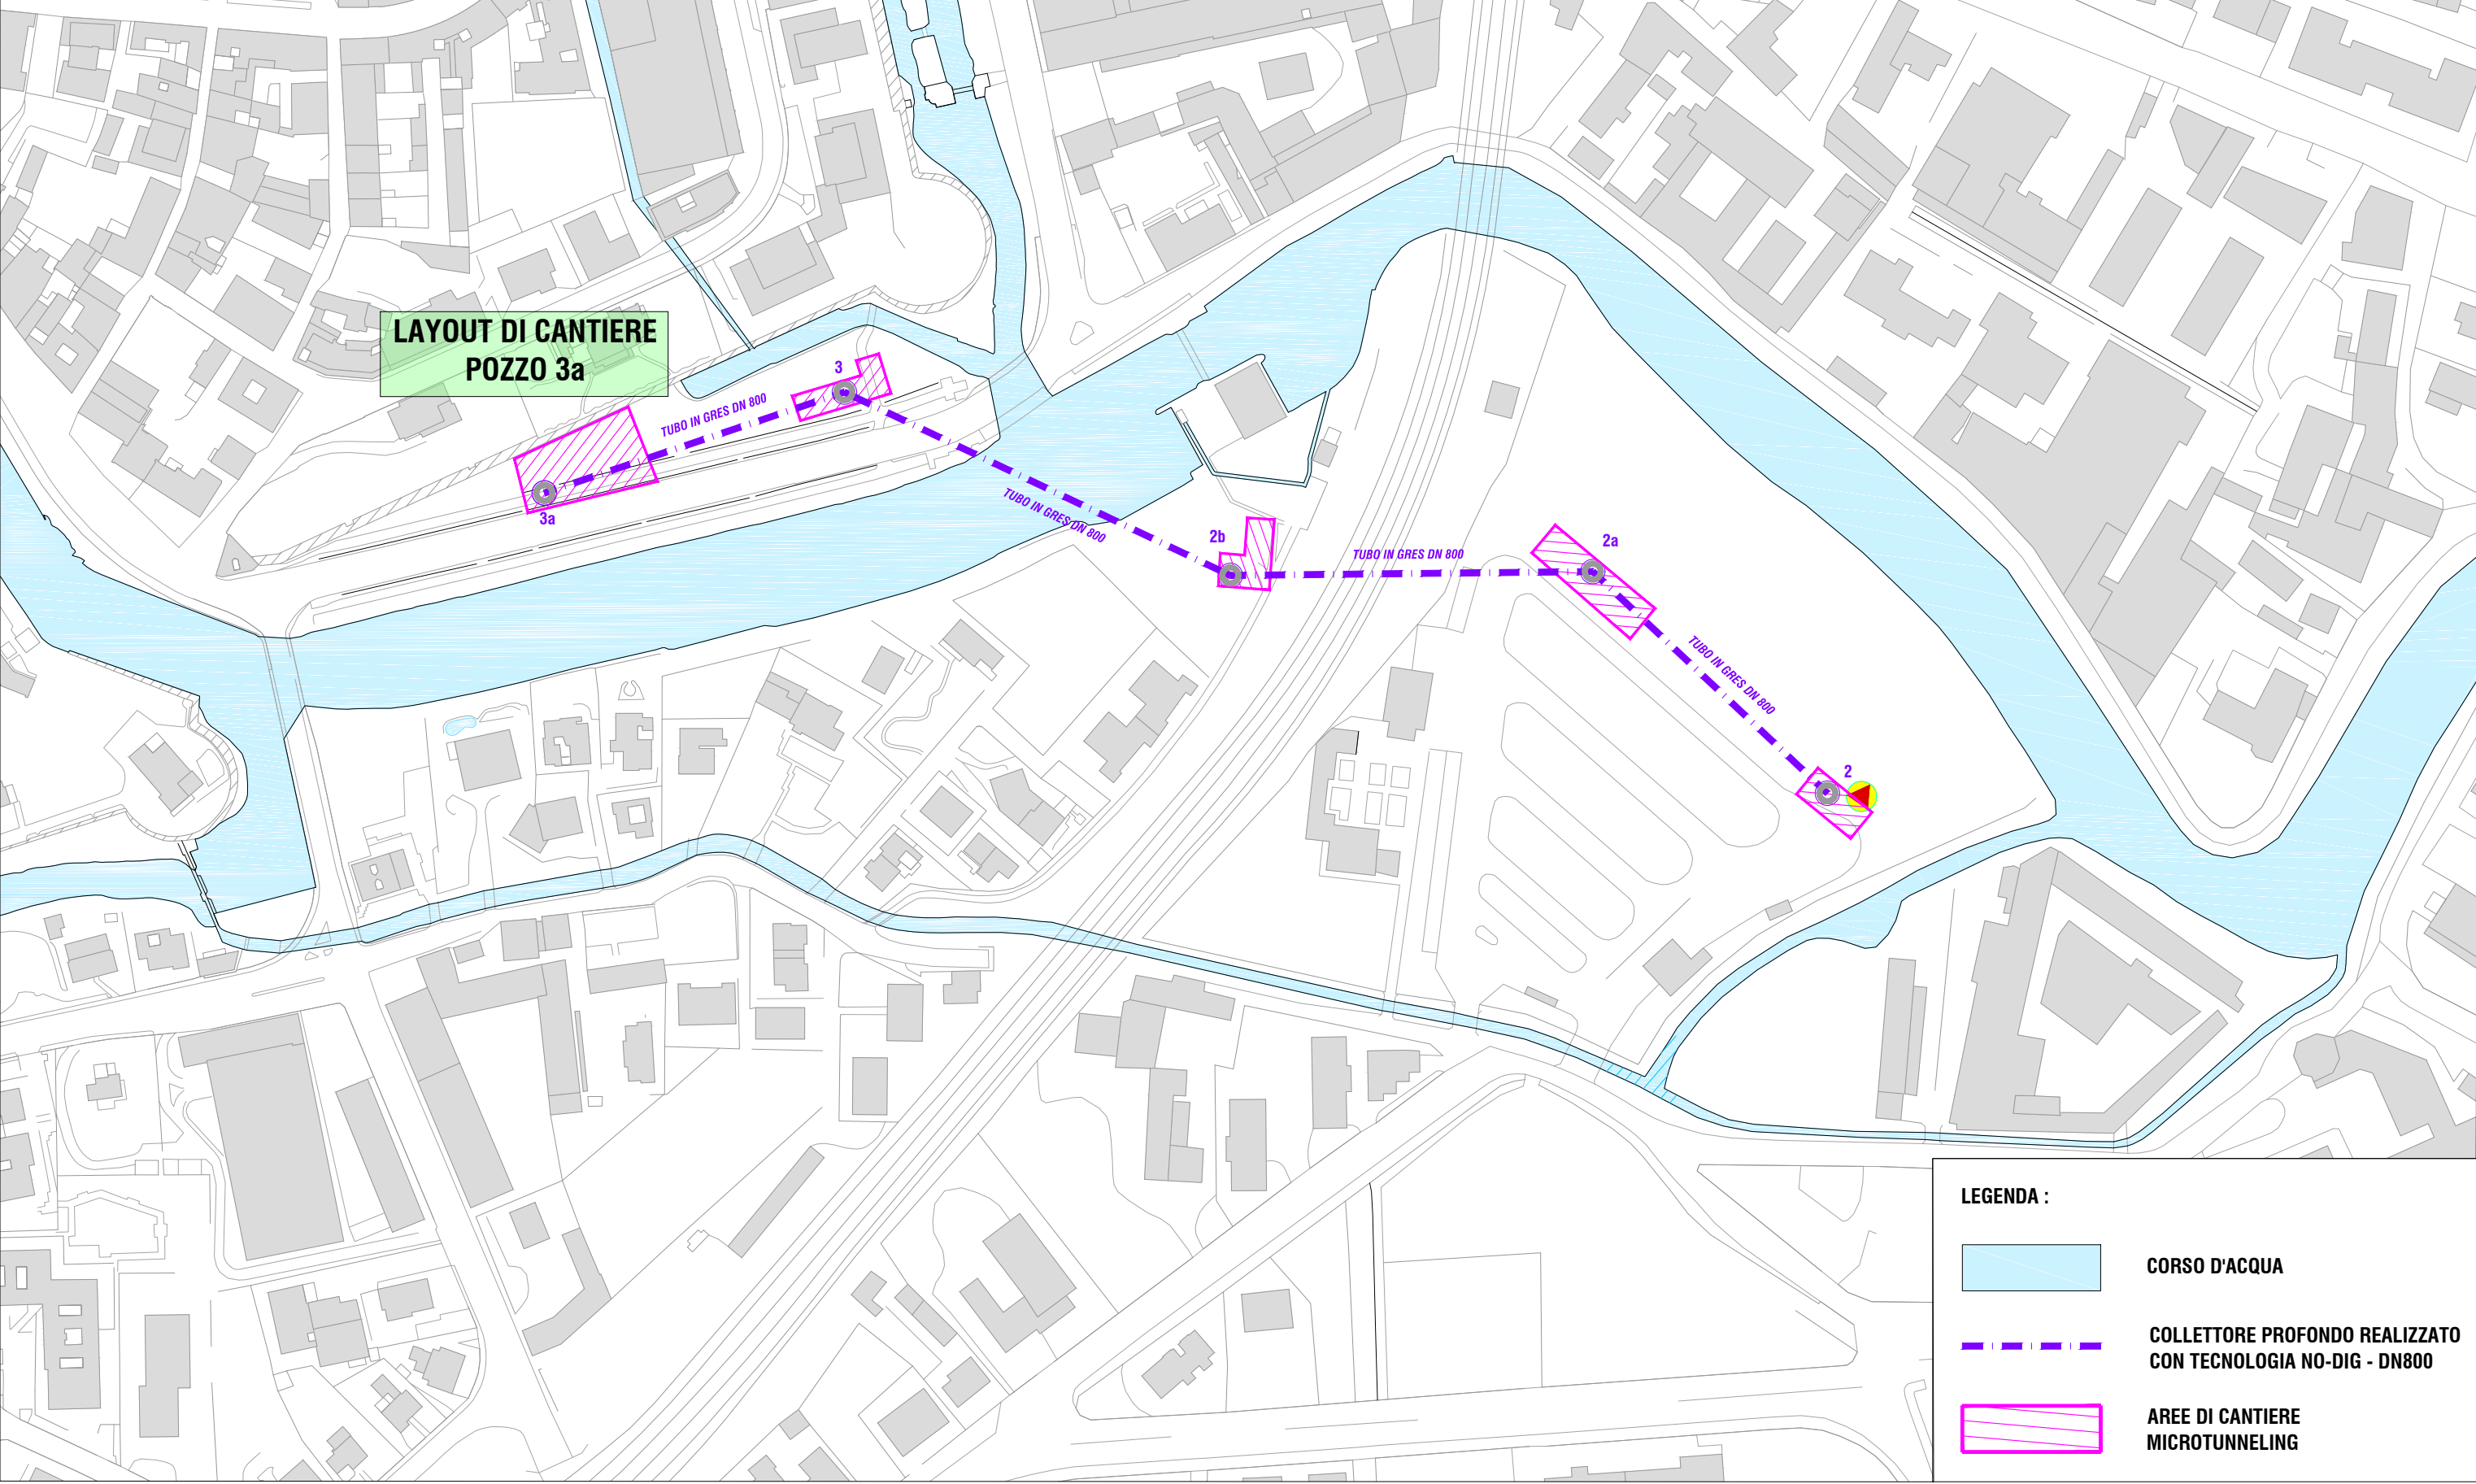 LAYOUT DI CANTIERE
POZZO 3a
3
TUBO IN GRES DN 800
3a
TUBO IN GRES DN 800
2b
TUBO IN GRES DN 800
2a
TUBO IN GRES DN 800
2
LEGENDA :
CORSO D'ACQUA
COLLETTORE PROFONDO REALIZZATO
CON TECNOLOGIA NO-DIG - DN800
AREE DI CANTIERE
MICROTUNNELING